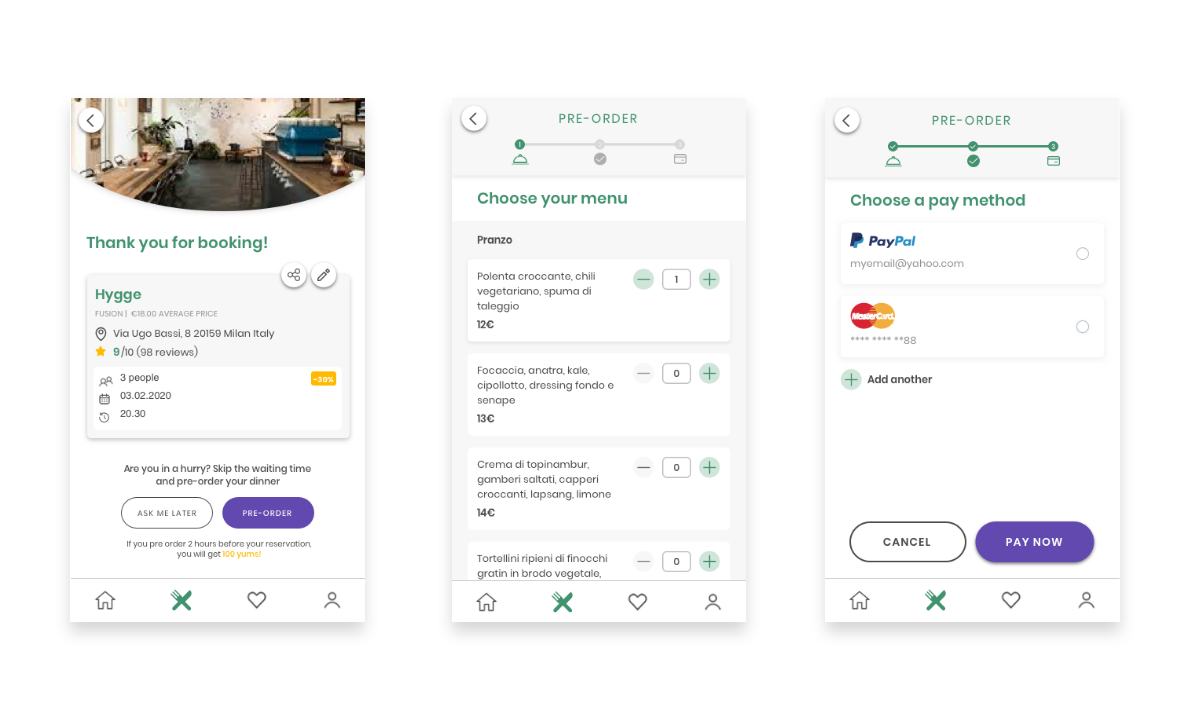 Thank you for booking!
Hygge
FUSION | €18.00 AVERAGE PRICE
Via Ugo Bassi, 8 20159 Milan Italy
9/10 (98 reviews)
3 people
-30%
03.02.2020
20.30
Are you in a hurry? Skip the waiting time
and pre-order your dinner
ASK ME LATER
PRE-ORDER
If you pre order 2 hours before your reservation,
you will get 100 yums!
PRE-ORDER
1
Choose your menu
Pranzo
Polenta croccante, chili
vegetariano, spuma di
taleggio
12€
1
Focaccia, anatra, kale,
cipollotto, dressing fondo e
senape
13€
0
Crema di topinambur,
gamberi saltati, capperi
croccanti, lapsang, limone
14€
0
Tortellini ripieni di finocchi
gratin in brodo vegetale,
0
PRE-ORDER
3
Choose a pay method
PayPal
myemail@yahoo.com
MasterCard.
**** **** **88
Add another
CANCEL
PAY NOW